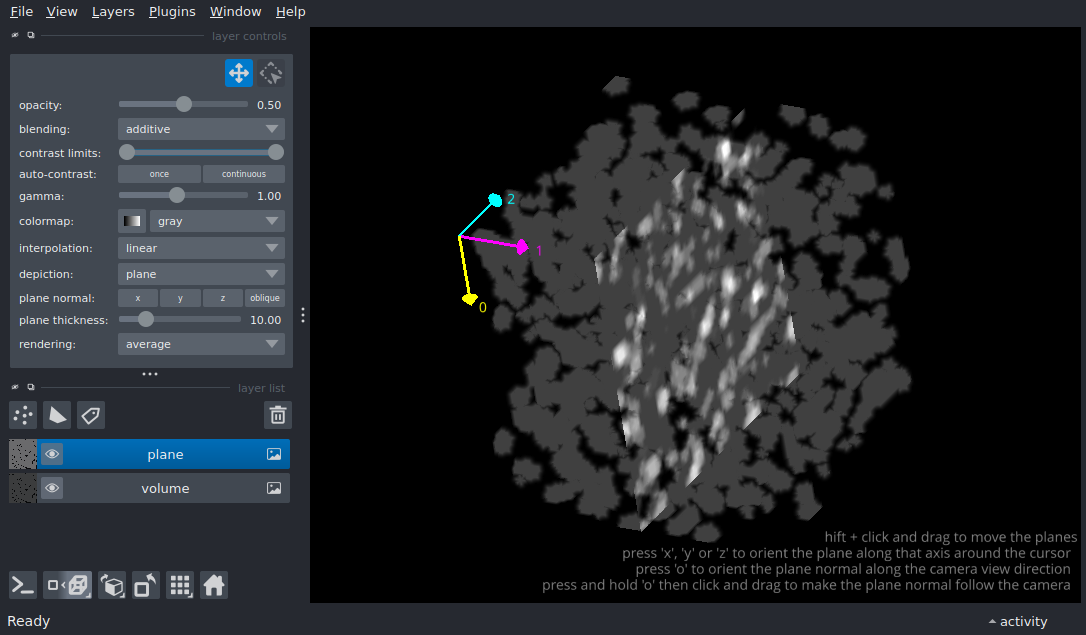 File View Layers Plugins Window Help
layer controls
opacity: 0.50
blending: additive
contrast limits:
auto-contrast: once continuous
gamma: 1.00
colormap: gray
interpolation: linear
depiction: plane
plane normal: x y z oblique
plane thickness: 10.00
rendering: average
layer list
plane
volume
2
1
0
hift + click and drag to move the planes
press 'x', 'y' or 'z' to orient the plane along that axis around the cursor
press 'o' to orient the plane normal along the camera view direction
press and hold 'o' then click and drag to make the plane normal follow the camera
Ready
activity